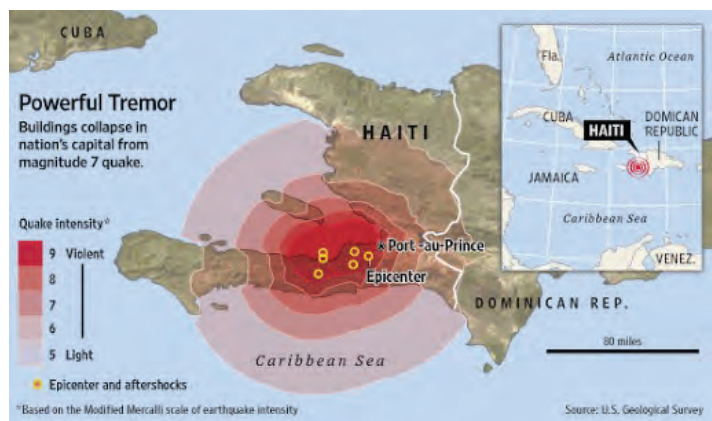 CUBA
Powerful Tremor
Buildings collapse in
nation's capital from
magnitude 7 quake.
HAITI
Quake intensity*
9 Violent
8
7
6
5 Light
Port-au-Prince
Epicenter
DOMINICAN REP.
Caribbean Sea
80 miles
Epicenter and aftershocks
*Based on the Modified Mercalli scale of earthquake intensity
Source: U.S. Geological Survey
Fla.
Atlantic Ocean
CUBA
HAITI
DOMICAN
REPUBLIC
JAMAICA
Caribbean Sea
VENEZ.